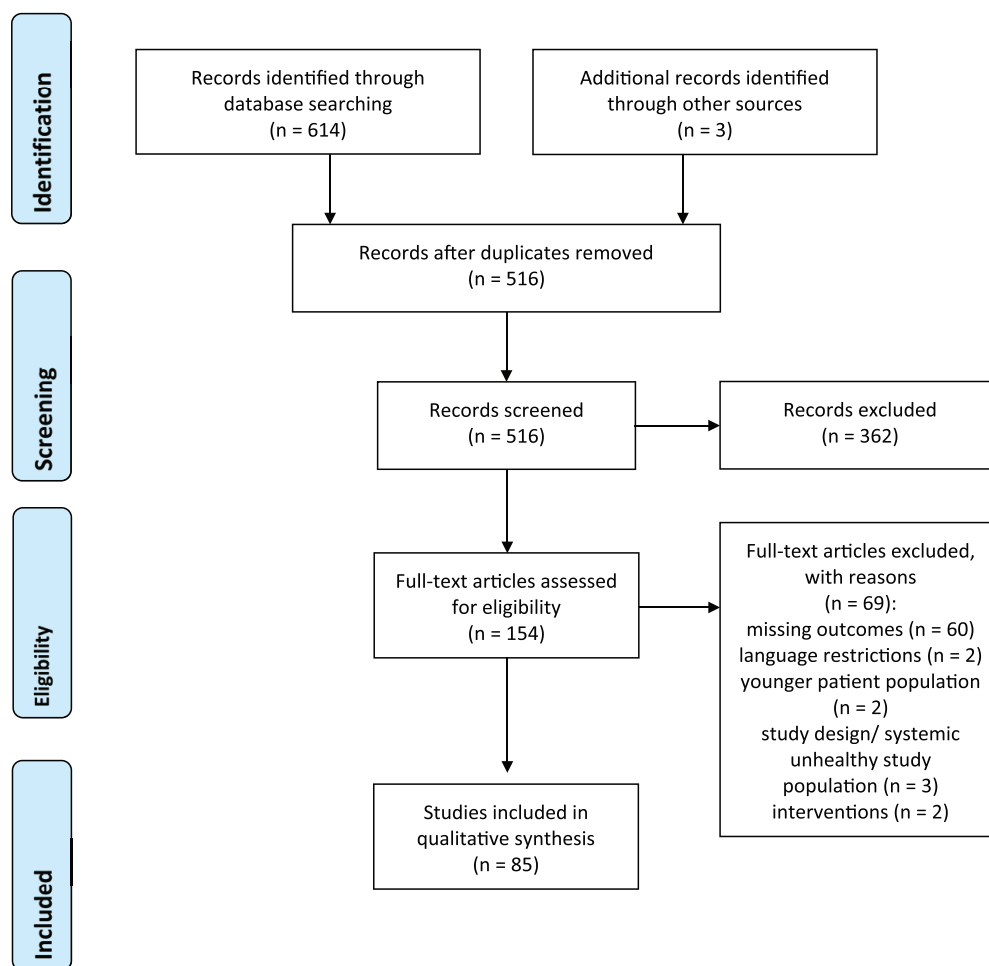 Identification
Records identified through
database searching
(n = 614)
Additional records identified
through other sources
(n = 3)
Records after duplicates removed
(n = 516)
Screening
Records screened
(n = 516)
Records excluded
(n = 362)
Eligibility
Full-text articles assessed
for eligibility
(n = 154)
Full-text articles excluded,
with reasons
(n = 69):
missing outcomes (n = 60)
language restrictions (n = 2)
younger patient population
(n = 2)
study design/ systemic
unhealthy study
population (n = 3)
interventions (n = 2)
Included
Studies included in
qualitative synthesis
(n = 85)